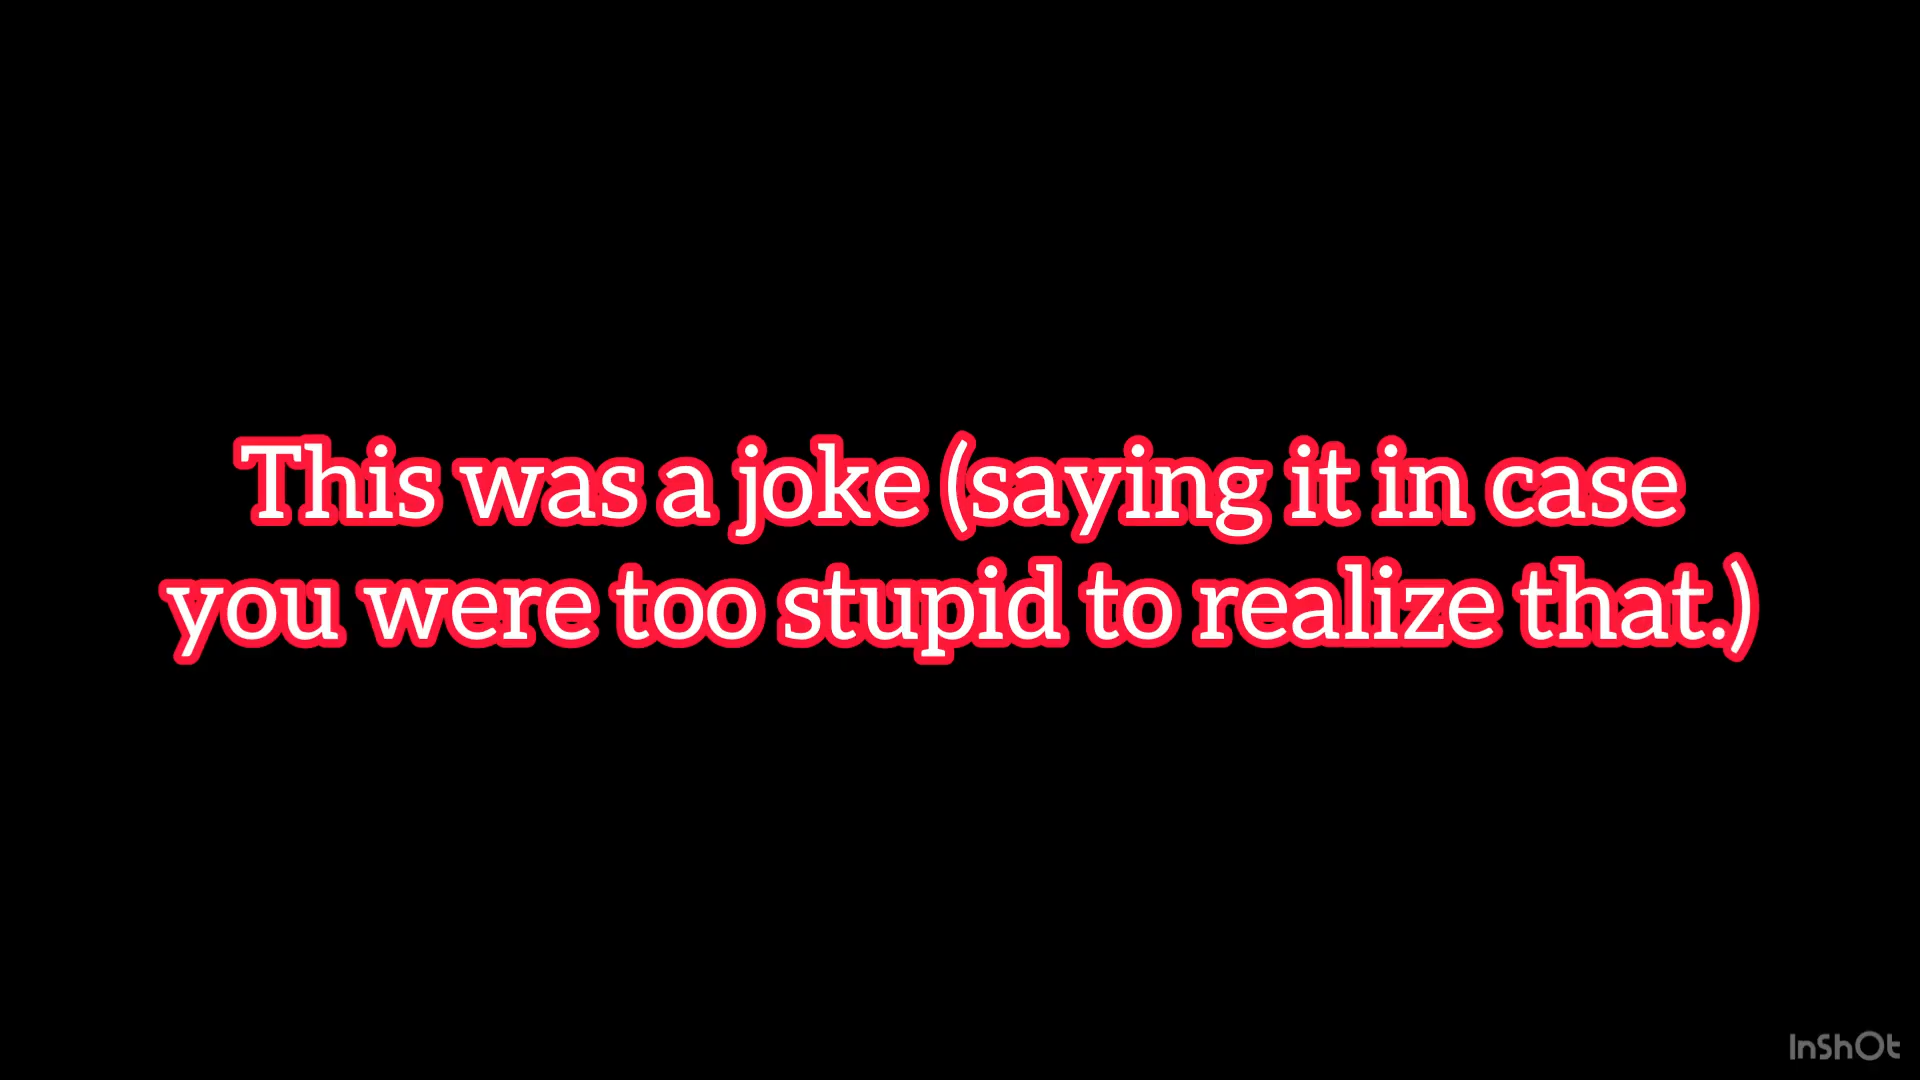 This was a joke (saying it in case
you were too stupid to realize that.)
InShOt